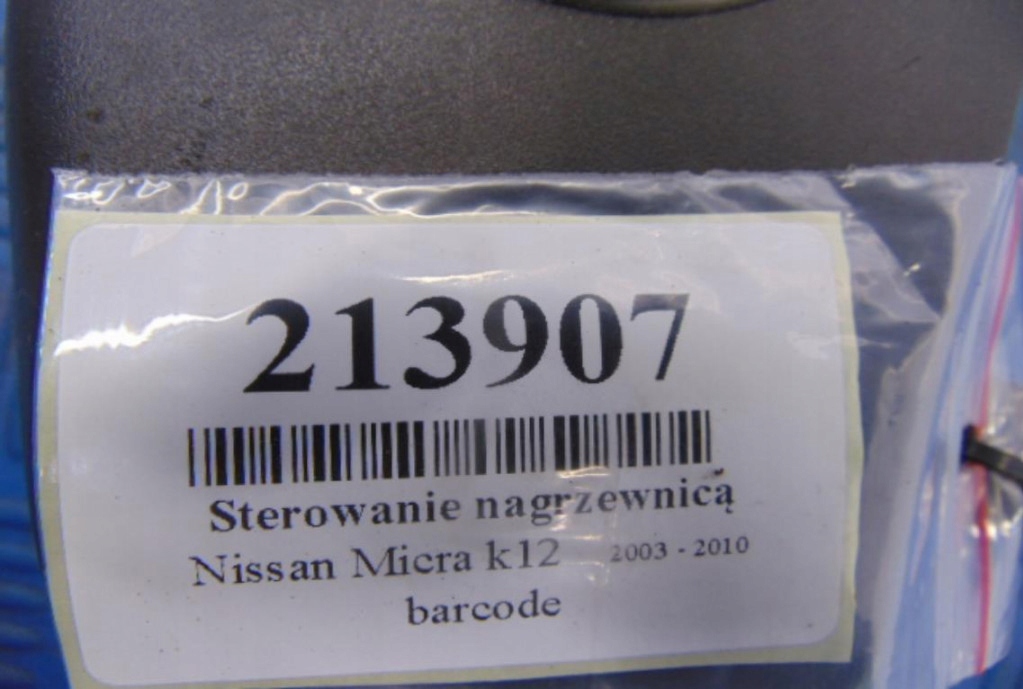 213907
Sterowanie nagrzewnicą
Nissan Micra k12 2003 - 2010
barcode